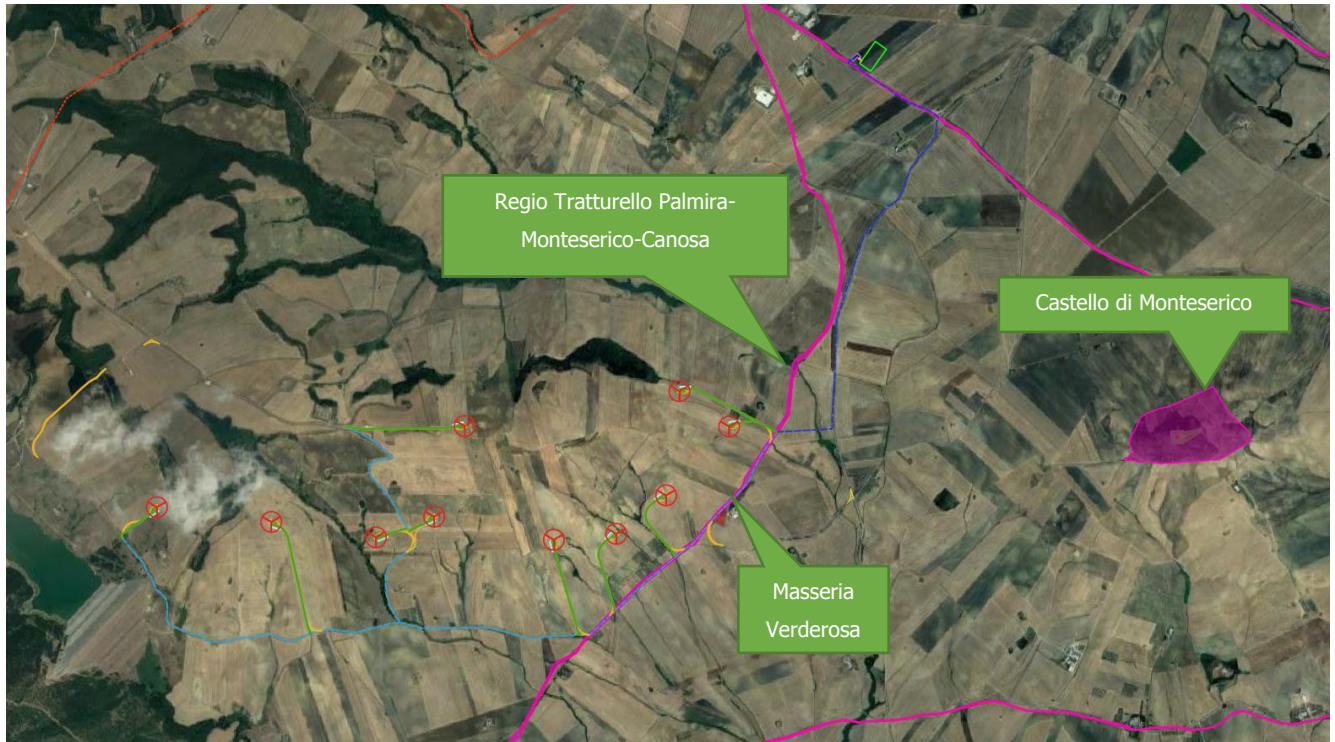 Regio Tratturello Palmira-
Monteserico-Canosa
Castello di Monteserico
Masseria
Verderosa